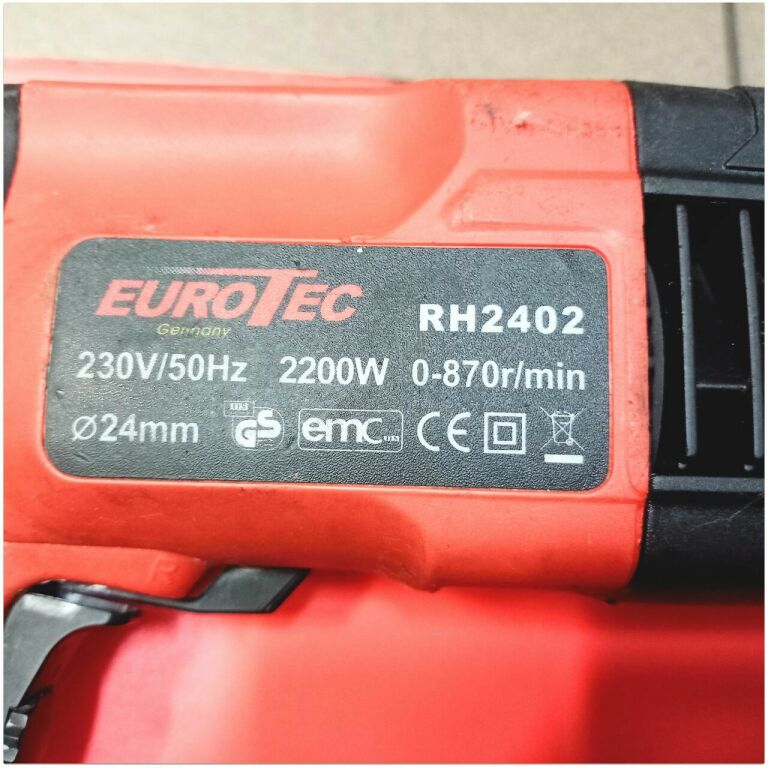 EUROTEC
Germany
RH2402
230V/50Hz 2200W 0-870r/min
Ø24mm GS emc CE